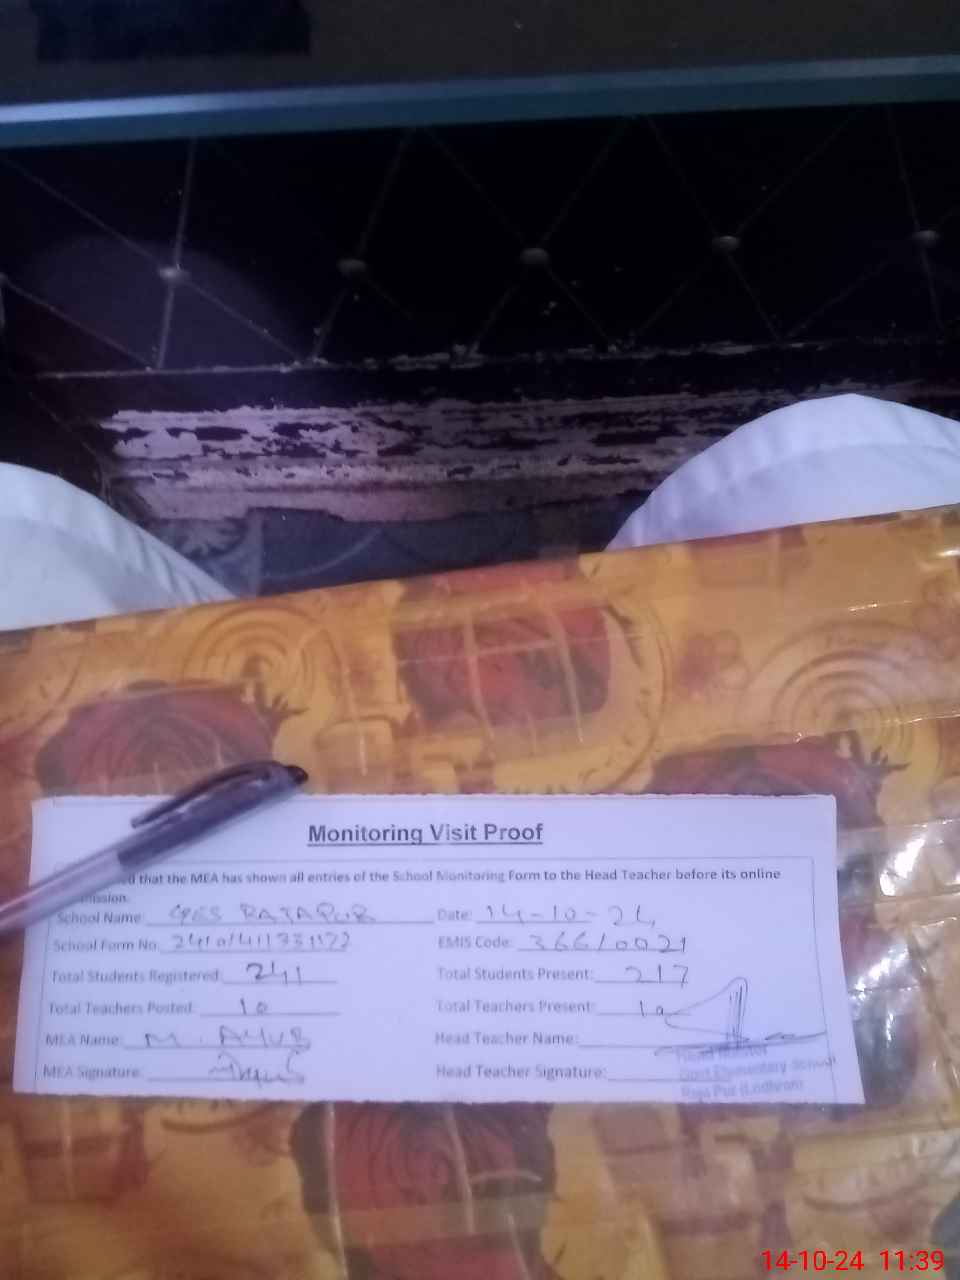 Monitoring Visit Proof
that the MEA has shown all entries of the School Monitoring Form to the Head Teacher before its online
School Name: GES RAJAPUR Date: 14-10-24
School Form No. EMIS Code: 36610021
Total Students Registered: 241 Total Students Present: 217
Total Teachers Posted: 10 Total Teachers Present: 10
MEA Name: M. AYUB Head Teacher Name:
MEA Signature: Head Teacher Signature:
Head Master
Govt Elementary School
Raja Pur (Lodhran)
14-10-24 11:39